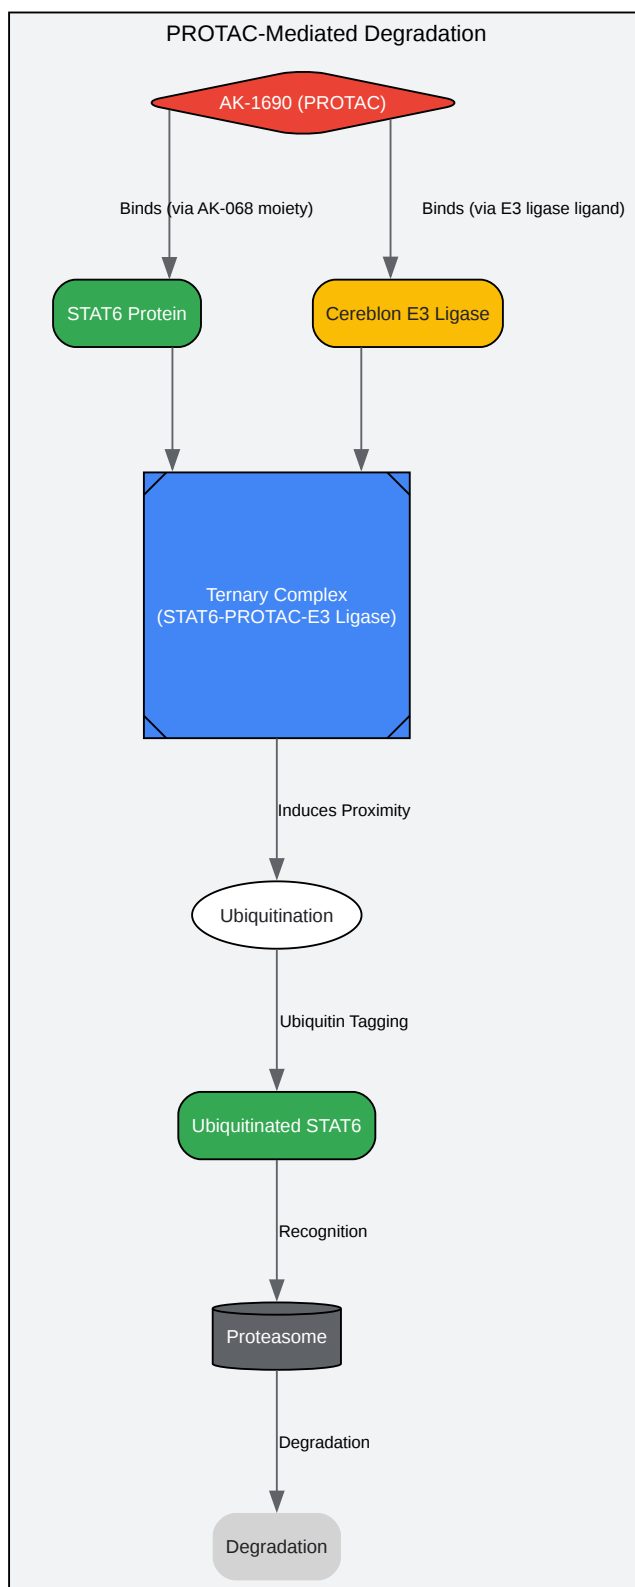 PROTAC-Mediated Degradation
AK-1690 (PROTAC)
Binds (via AK-068 moiety)
Binds (via E3 ligase ligand)
STAT6 Protein
Cereblon E3 Ligase
Ternary Complex
(STAT6-PROTAC-E3 Ligase)
Induces Proximity
Ubiquitination
Ubiquitin Tagging
Ubiquitinated STAT6
Recognition
Proteasome
Degradation
Degradation